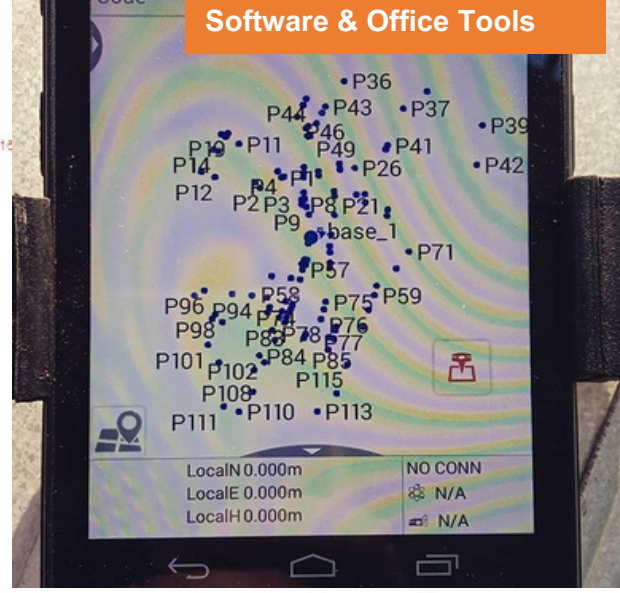 Software & Office Tools
P36
P43
P37
P44
P39
P46
P11
P49
P41
P14
P26
P42
P12
P4
P1
P2
P3
P8
P21
P9
base_1
P71
P57
P58
P59
P96
P94
P75
P98
P76
P78
P77
P101
P102
P84
P85
P115
P108
P111
P110
P113
LocalN 0.000m
NO CONN
LocalE 0.000m
N/A
LocalH 0.000m
N/A